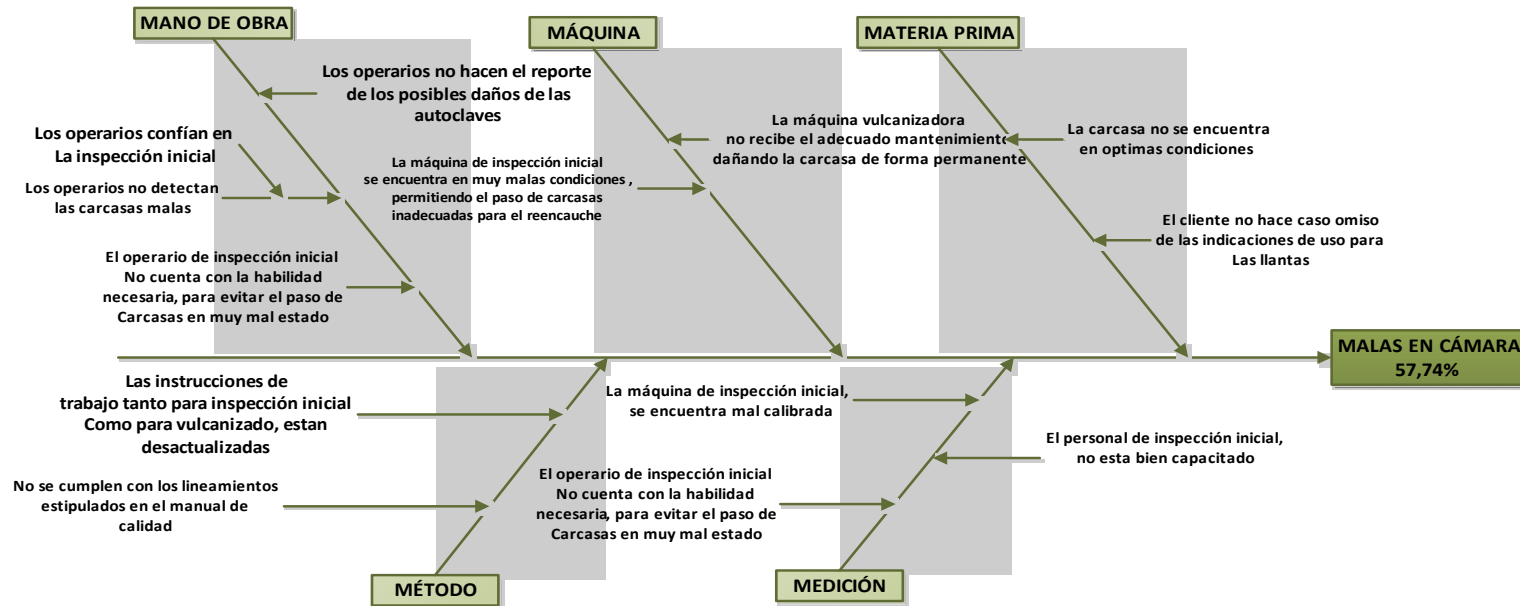 MANO DE OBRA
MÁQUINA
MATERIA PRIMA
Los operarios no hacen el reporte
de los posibles daños de las
autoclaves
Los operarios confían en
La inspección inicial
Los operarios no detectan
las carcasas malas
El operario de inspección inicial
No cuenta con la habilidad
necesaria, para evitar el paso de
Carcasas en muy mal estado
La máquina vulcanizadora
no recibe el adecuado mantenimiento
dañando la carcasa de forma permanente
La máquina de inspección inicial
se encuentra en muy malas condiciones ,
permitiendo el paso de carcasas
inadecuadas para el reencauche
La carcasa no se encuentra
en optimas condiciones
El cliente no hace caso omiso
de las indicaciones de uso para
Las llantas
MALAS EN CÁMARA
57,74%
Las instrucciones de
trabajo tanto para inspección inicial
Como para vulcanizado, estan
desactualizadas
No se cumplen con los lineamientos
estipulados en el manual de
calidad
La máquina de inspección inicial,
se encuentra mal calibrada
El personal de inspección inicial,
no esta bien capacitado
El operario de inspección inicial
No cuenta con la habilidad
necesaria, para evitar el paso de
Carcasas en muy mal estado
MÉTODO
MEDICIÓN